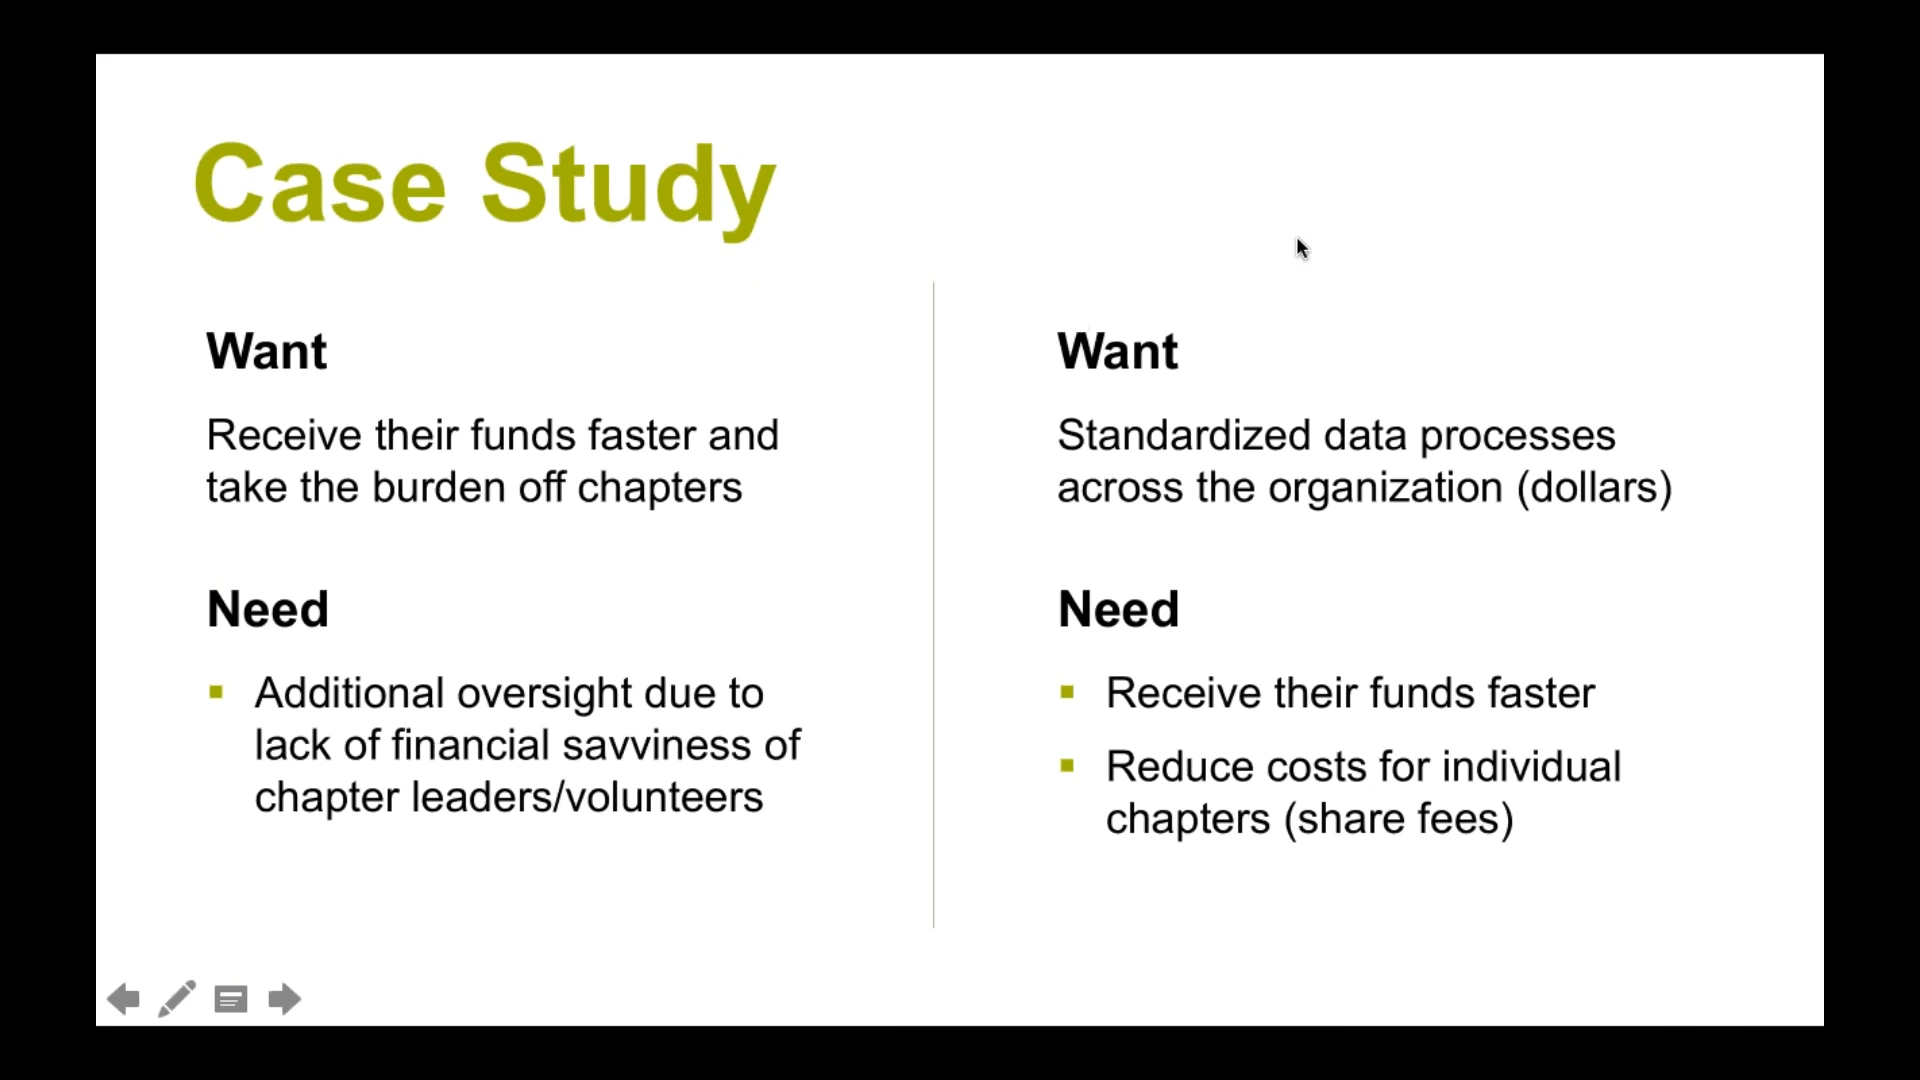 Case Study
Want
Receive their funds faster and
take the burden off chapters
Need
Additional oversight due to
lack of financial savviness of
chapter leaders/volunteers
Want
Standardized data processes
across the organization (dollars)
Need
Receive their funds faster
Reduce costs for individual
chapters (share fees)